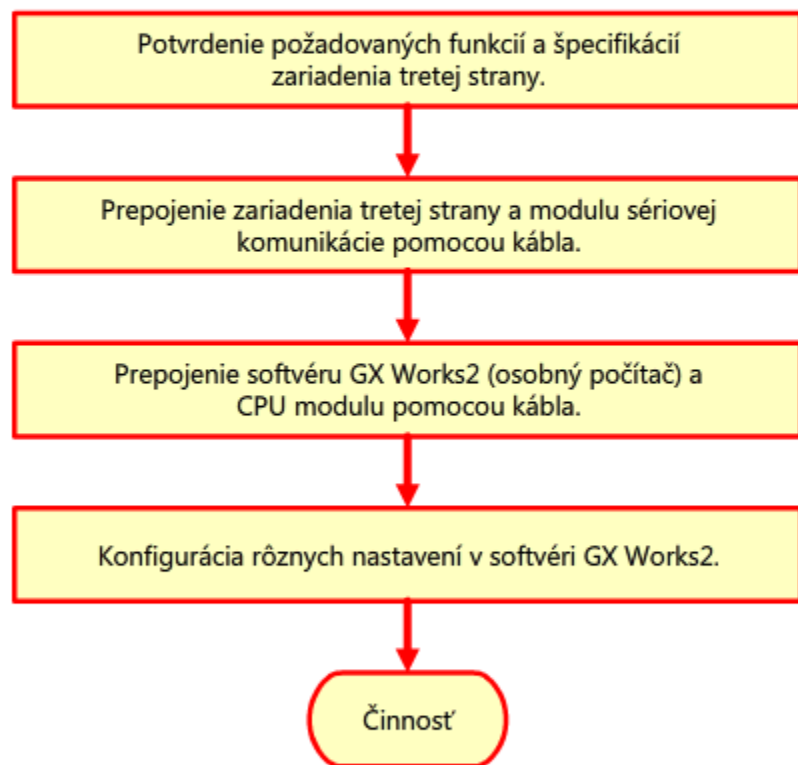 Potvrdenie požadovaných funkcií a špecifikácií
zariadenia tretej strany.
Prepojenie zariadenia tretej strany a modulu sériovej
komunikácie pomocou kábla.
Prepojenie softvéru GX Works2 (osobný počítač) a
CPU modulu pomocou kábla.
Konfigurácia rôznych nastavení v softvéri GX Works2.
Činnosť